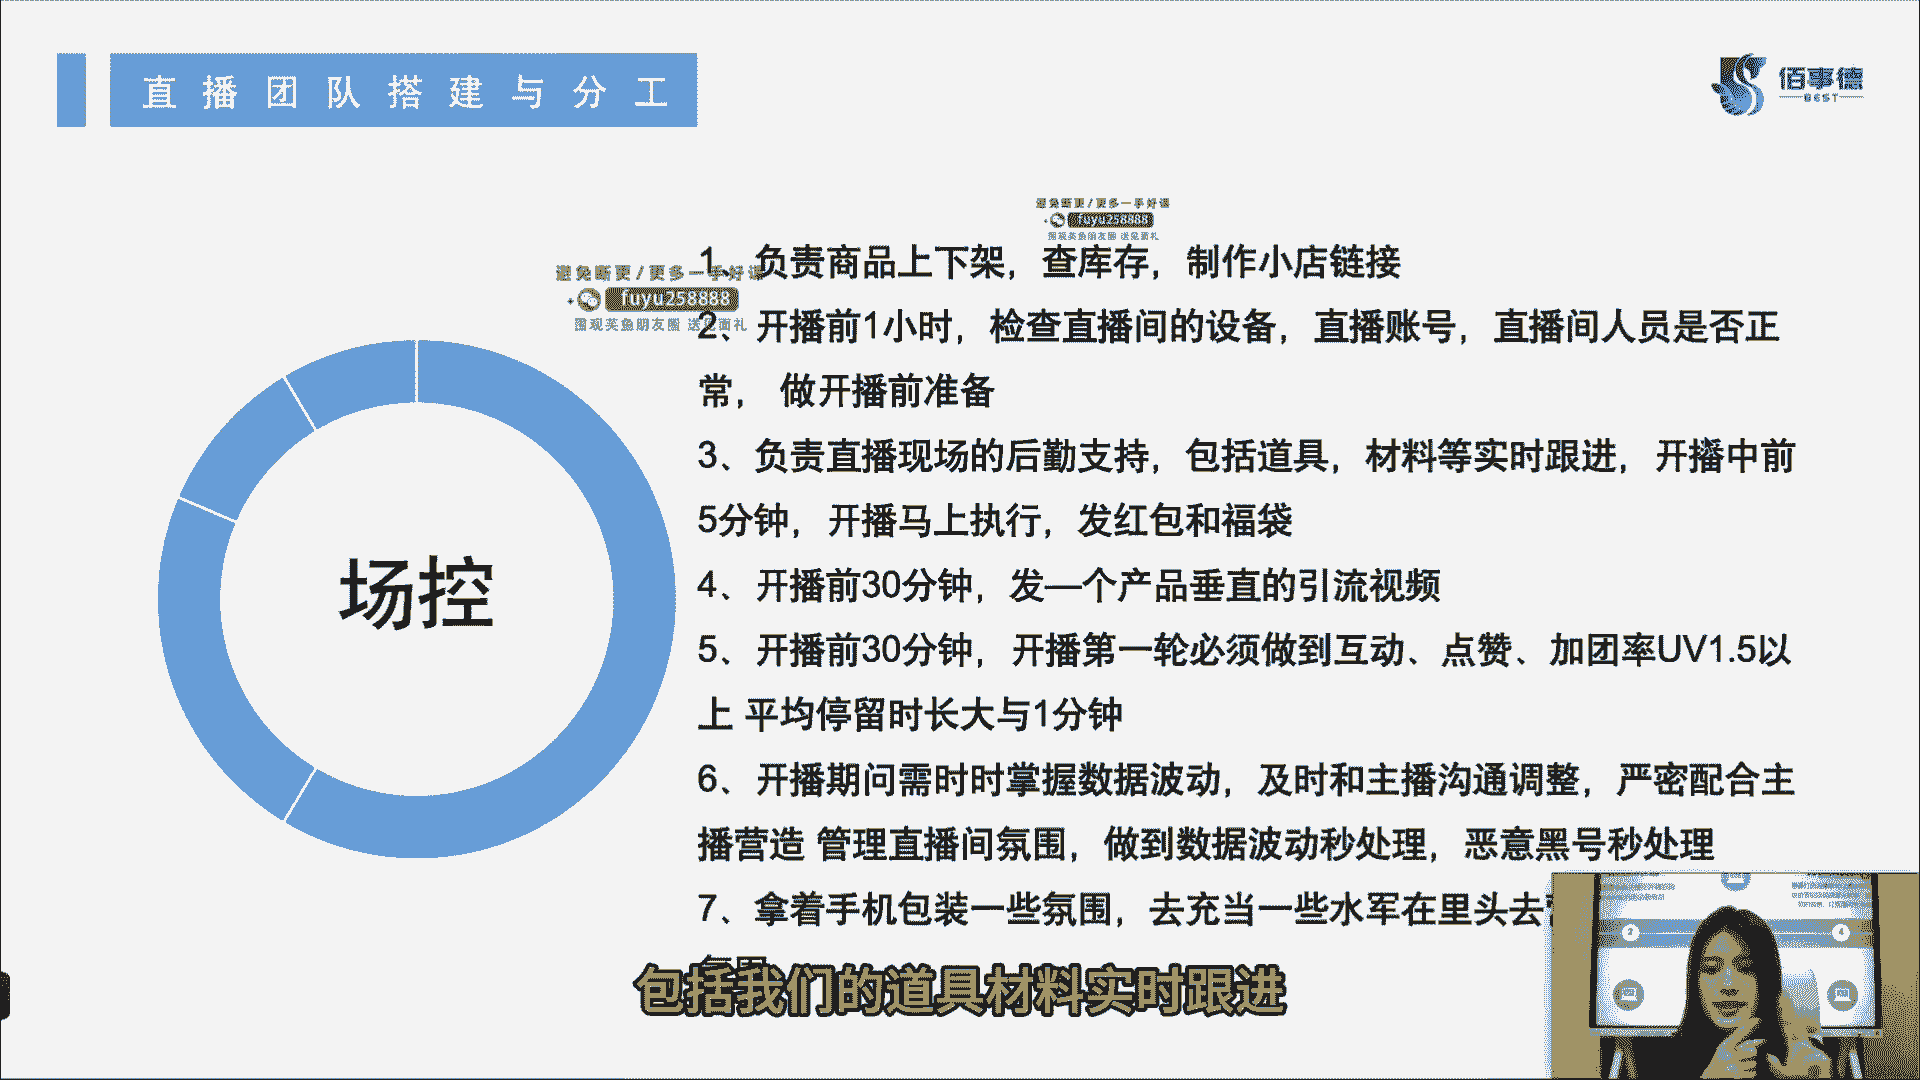 直播团队搭建与分工
佰事德
BEST
避免断更/更多一手好课
fuyu258888
围观芙鱼朋友圈 送见面礼
避免断更/更多一手好课
fuyu258888
围观芙鱼朋友圈 送见面礼
场控
1、负责商品上下架，查库存，制作小店链接
2、开播前1小时，检查直播间的设备，直播账号，直播间人员是否正
常， 做开播前准备
3、负责直播现场的后勤支持，包括道具，材料等实时跟进，开播中前
5分钟，开播马上执行，发红包和福袋
4、开播前30分钟，发—个产品垂直的引流视频
5、开播前30分钟，开播第一轮必须做到互动、点赞、加团率UV1.5以
上 平均停留时长大与1分钟
6、开播期问需时时掌握数据波动，及时和主播沟通调整，严密配合主
播营造 管理直播间氛围，做到数据波动秒处理，恶意黑号秒处理
7、拿着手机包装一些氛围，去充当一些水军在里头去
包括我们的道具材料实时跟进
2
4